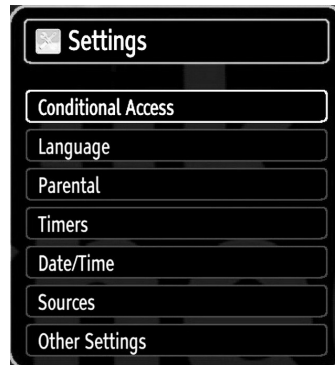 Settings
Conditional Access
Language
Parental
Timers
Date/Time
Sources
Other Settings